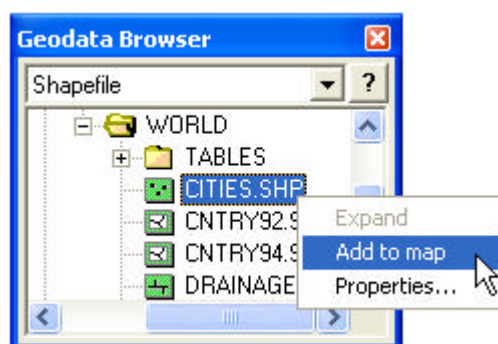 Geodata Browser
Shapefile
?
WORLD
TABLES
CITIES.SHP
CNTRY92.S
CNTRY94.S
DRAINAGE
Expand
Add to map
Properties...